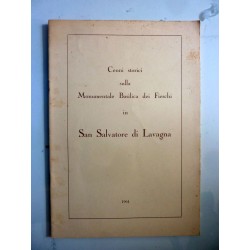 Cenni storici
sulla
Monumentale Basilica dei Fieschi
in
San Salvatore di Lavagna